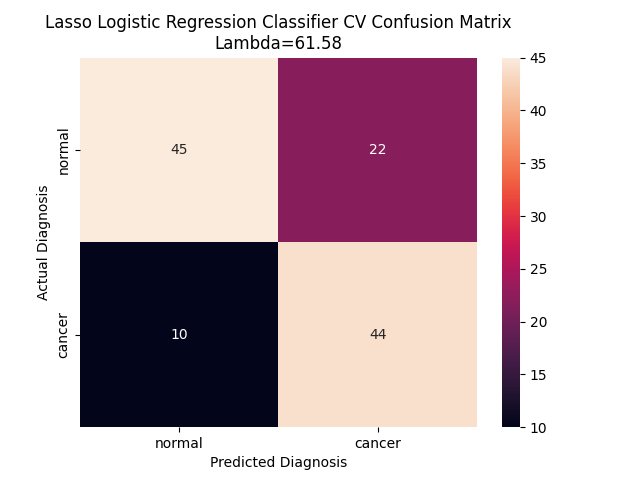 Lasso Logistic Regression Classifier CV Confusion Matrix
Lambda=61.58
normal
45
22
cancer
10
44
Actual Diagnosis
normal
cancer
Predicted Diagnosis
45
40
35
30
25
20
15
10